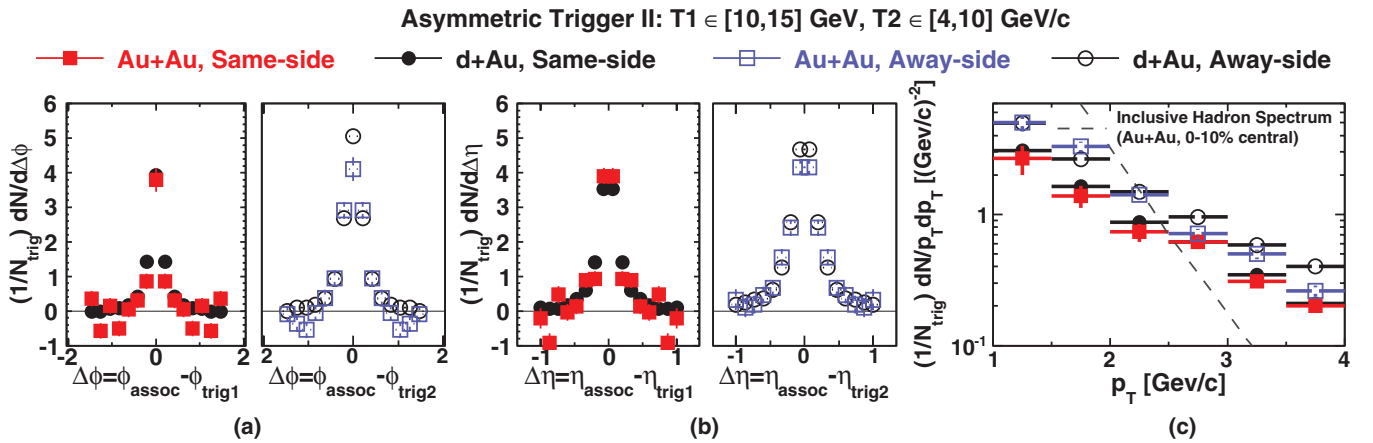 Asymmetric Trigger II: T1 ∈ [10,15] GeV, T2 ∈ [4,10] GeV/c
Au+Au, Same-side
d+Au, Same-side
Au+Au, Away-side
d+Au, Away-side
(1/N_trig) dN/dΔϕ
6
5
4
3
2
1
0
-1
-2
0
2
Δϕ=ϕ_assoc-ϕ_trig1
0
2
Δϕ=ϕ_assoc-ϕ_trig2
(a)
(1/N_trig) dN/dΔη
6
5
4
3
2
1
0
-1
-1
0
1
Δη=η_assoc-η_trig1
-1
0
1
Δη=η_assoc-η_trig2
(b)
(1/N_trig) dN/p_T dp_T [(GeV/c)^-2]
Inclusive Hadron Spectrum
(Au+Au, 0-10% central)
1
10^-1
1
2
3
4
p_T [Gev/c]
(c)